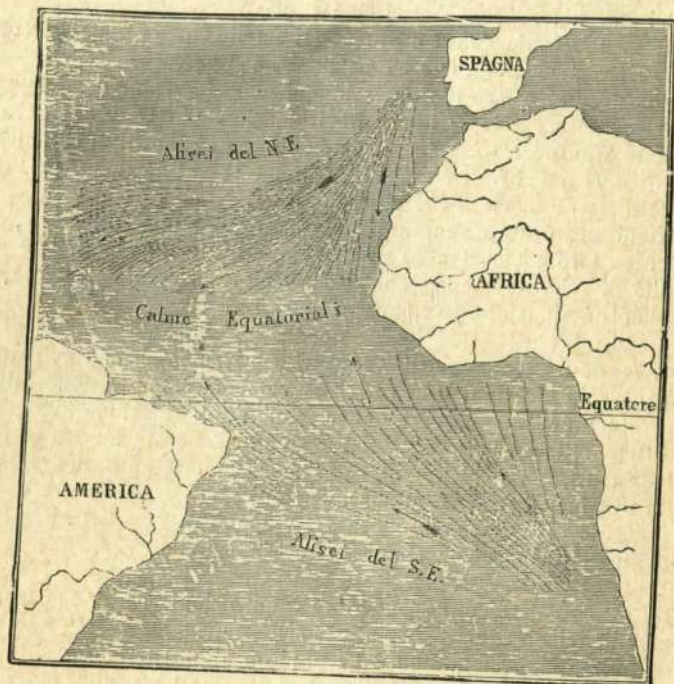 SPAGNA
Alisei del N E
AFRICA
Calme Equatoriali
Equatore
AMERICA
Alisei del S.E.